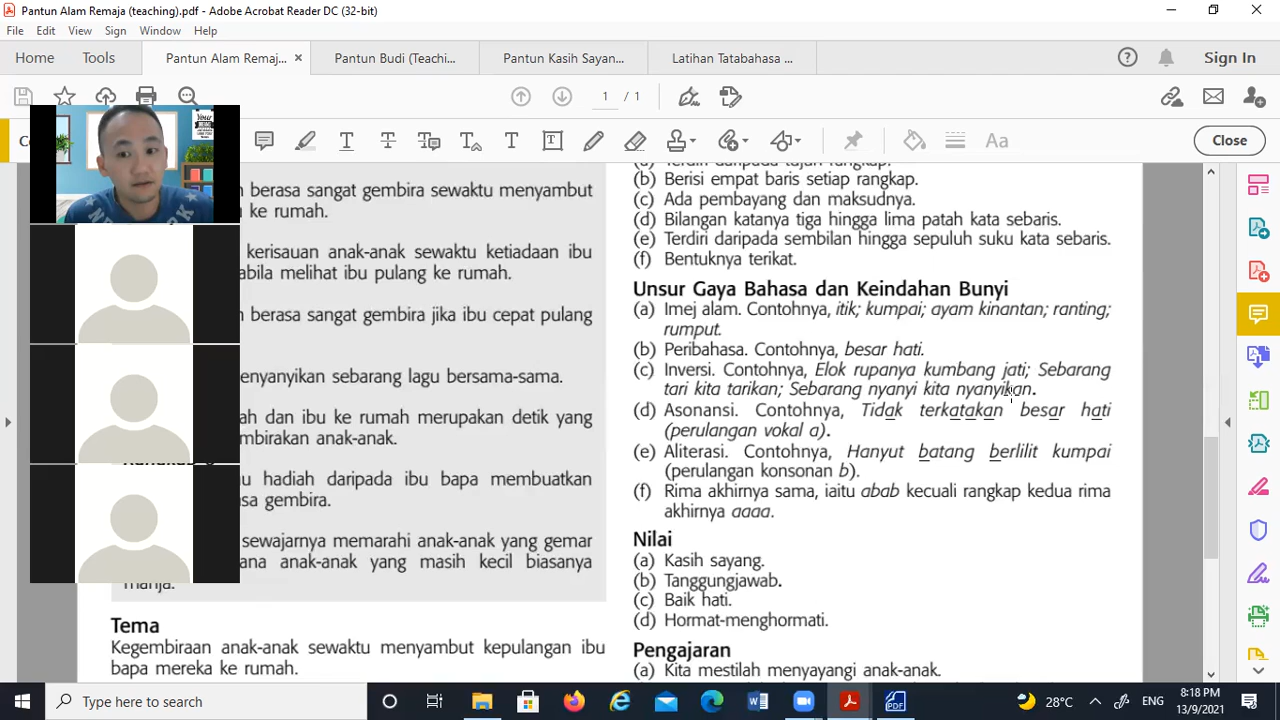 Pantun Alam Remaja (teaching).pdf - Adobe Acrobat Reader DC (32-bit)
File Edit View Sign Window Help
Home Tools Pantun Alam Remaj... × Pantun Budi (Teachi... Pantun Kasih Sayan... Latihan Tatabahasa ... Sign In
1 / 1
Close
Your
berasa sangat gembira sewaktu menyambut
ke rumah.
kerisauan anak-anak sewaktu ketiadaan ibu
abila melihat ibu pulang ke rumah.
berasa sangat gembira jika ibu cepat pulang
enyanyikan sebarang lagu bersama-sama.
ah dan ibu ke rumah merupakan detik yang
mbirakan anak-anak.
u hadiah daripada ibu bapa membuatkan
asa gembira.
sewajarnya memarahi anak-anak yang gemar
ana anak-anak yang masih kecil biasanya
manja.
Tema
Kegembiraan anak-anak sewaktu menyambut kepulangan ibu
bapa mereka ke rumah.
Terdiri daripada tujuh rangkap.
(b) Berisi empat baris setiap rangkap.
(c) Ada pembayang dan maksudnya.
(d) Bilangan katanya tiga hingga lima patah kata sebaris.
(e) Terdiri daripada sembilan hingga sepuluh suku kata sebaris.
(f) Bentuknya terikat.
Unsur Gaya Bahasa dan Keindahan Bunyi
(a) Imej alam. Contohnya, itik; kumpai; ayam kinantan; ranting;
rumput.
(b) Peribahasa. Contohnya, besar hati.
(c) Inversi. Contohnya, Elok rupanya kumbang jati; Sebarang
tari kita tarikan; Sebarang nyanyi kita nyanyikan.
(d) Asonansi. Contohnya, Tidak terkatakan besar hati
(perulangan vokal a).
(e) Aliterasi. Contohnya, Hanyut batang berlilit kumpai
(perulangan konsonan b).
(f) Rima akhirnya sama, iaitu abab kecuali rangkap kedua rima
akhirnya aaaa.
Nilai
(a) Kasih sayang.
(b) Tanggungjawab.
(c) Baik hati.
(d) Hormat-menghormati.
Pengajaran
(a) Kita mestilah menyayangi anak-anak.
Type here to search
28°C ENG 8:18 PM
13/9/2021